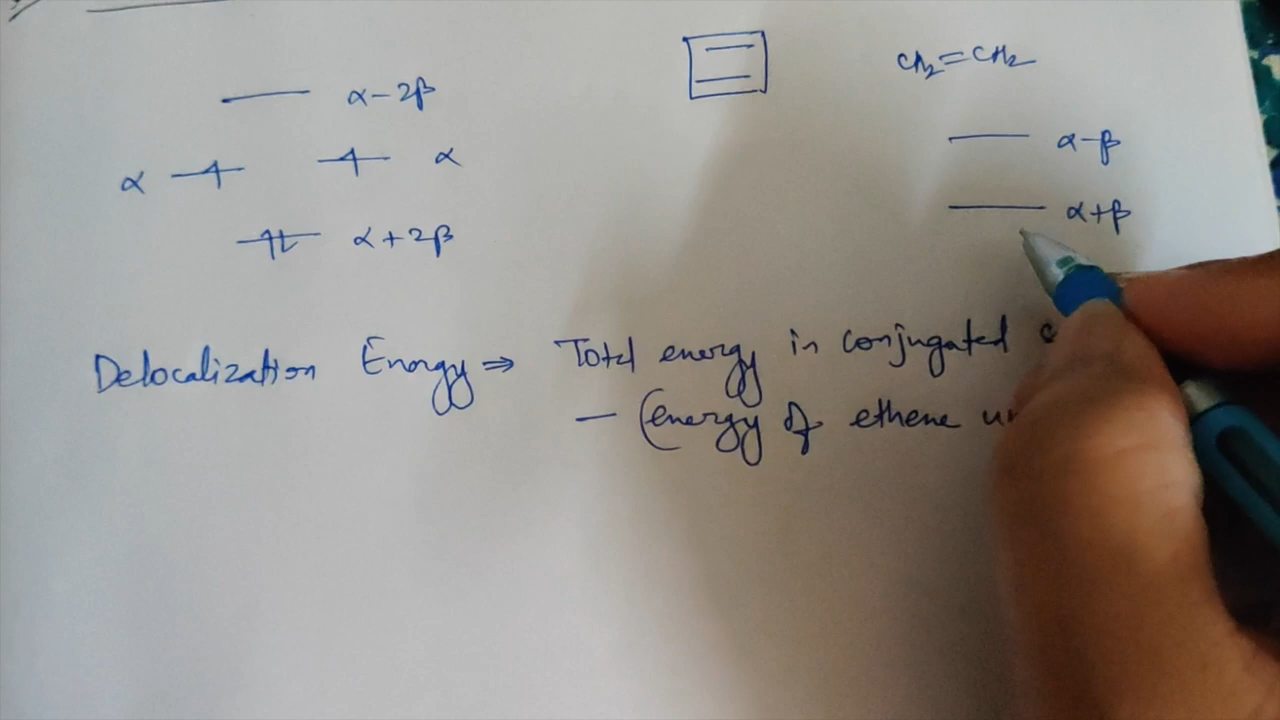 CH₂=CH₂
α-2β
α-β
α α
α+β
α+2β
Delocalization Energy ⇒ Total energy in conjugated
- (energy of ethene